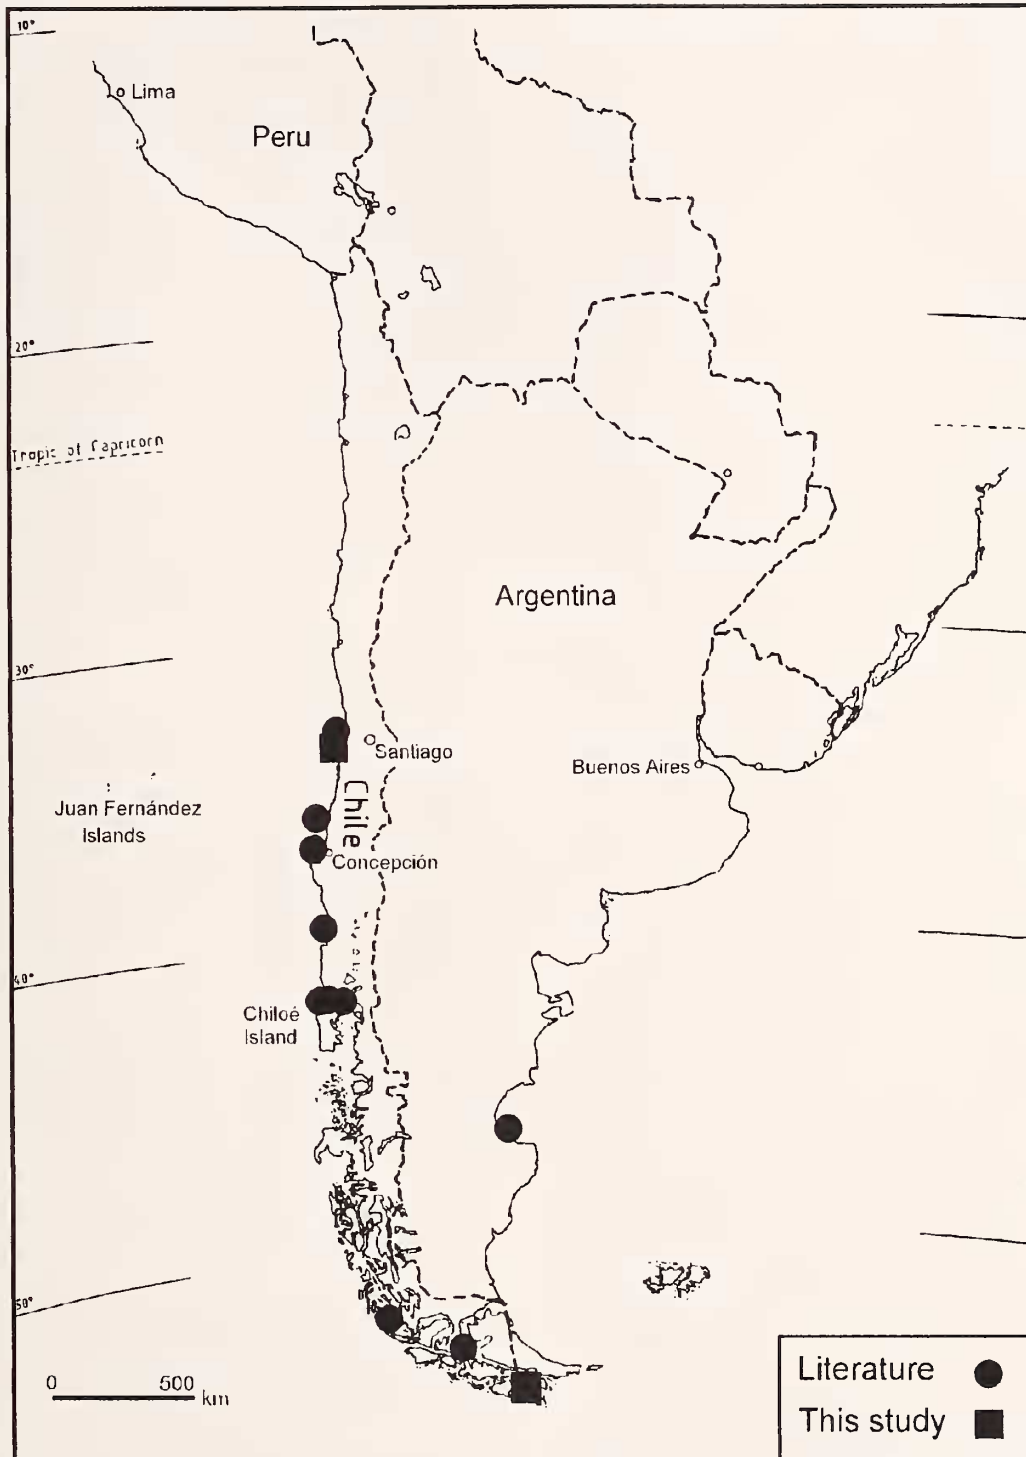 10°
Lima
Peru
20°
Tropic of Capricorn
Argentina
30°
Santiago
Buenos Aires
Chile
Juan Fernández
Islands
Concepción
40°
Chiloé
Island
50°
0 500 km
Literature
This study